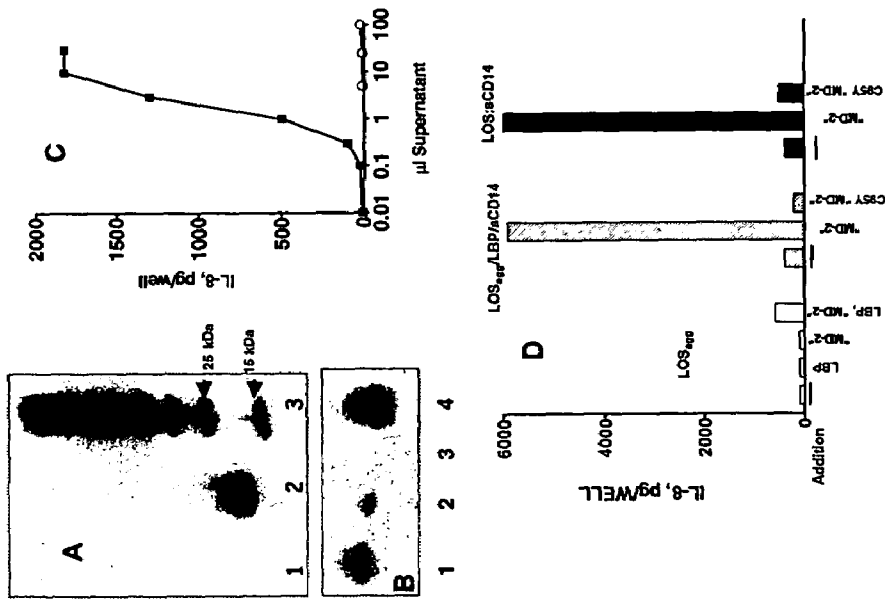 A
1 2 3
25 kDa
15 kDa
B
1 2 3 4
C
IL-8, pg/well
2000
1500
1000
500
0
0.01 0.1 1 10 100
µl Supernatant
D
IL-8, pg/WELL
6000
4000
2000
0
LOSagg
LOSagg/LBP/sCD14
LOS:sCD14
Addition
— LBP "MD-2" LBP, "MD-2" — "MD-2" C95Y "MD-2" — "MD-2" C95Y "MD-2"